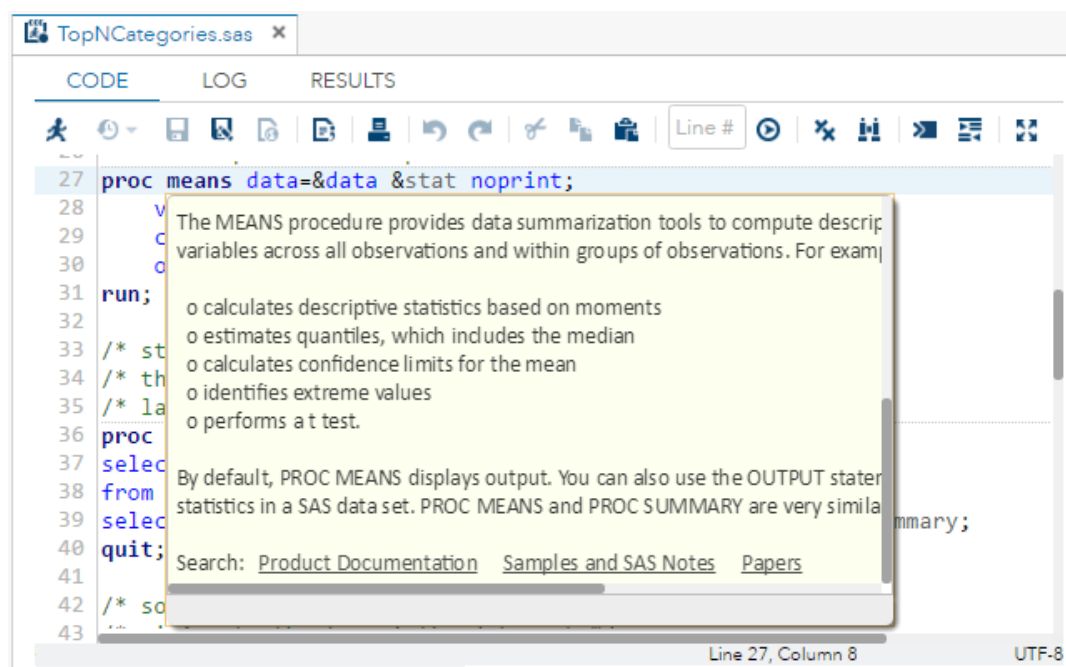 TopNCategories.sas
CODE LOG RESULTS
Line #
27 proc means data=&data &stat noprint;
28 v
29 c
30 o
31 run;
32
33 /* st
34 /* th
35 /* la
36 proc
37 selec
38 from
39 selec mmary;
40 quit;
41
42 /* so
43
The MEANS procedure provides data summarization tools to compute descrip
variables across all observations and within groups of observations. For exam
o calculates descriptive statistics based on moments
o estimates quantiles, which includes the median
o calculates confidence limits for the mean
o identifies extreme values
o performs a t test.
By default, PROC MEANS displays output. You can also use the OUTPUT stater
statistics in a SAS data set. PROC MEANS and PROC SUMMARY are very simila
Search: Product Documentation Samples and SAS Notes Papers
Line 27, Column 8 UTF-8